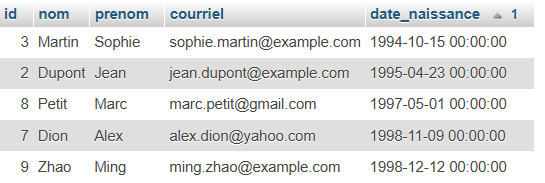 id nom prenom courriel date_naissance 1
3 Martin Sophie sophie.martin@example.com 1994-10-15 00:00:00
2 Dupont Jean jean.dupont@example.com 1995-04-23 00:00:00
8 Petit Marc marc.petit@gmail.com 1997-05-01 00:00:00
7 Dion Alex alex.dion@yahoo.com 1998-11-09 00:00:00
9 Zhao Ming ming.zhao@example.com 1998-12-12 00:00:00